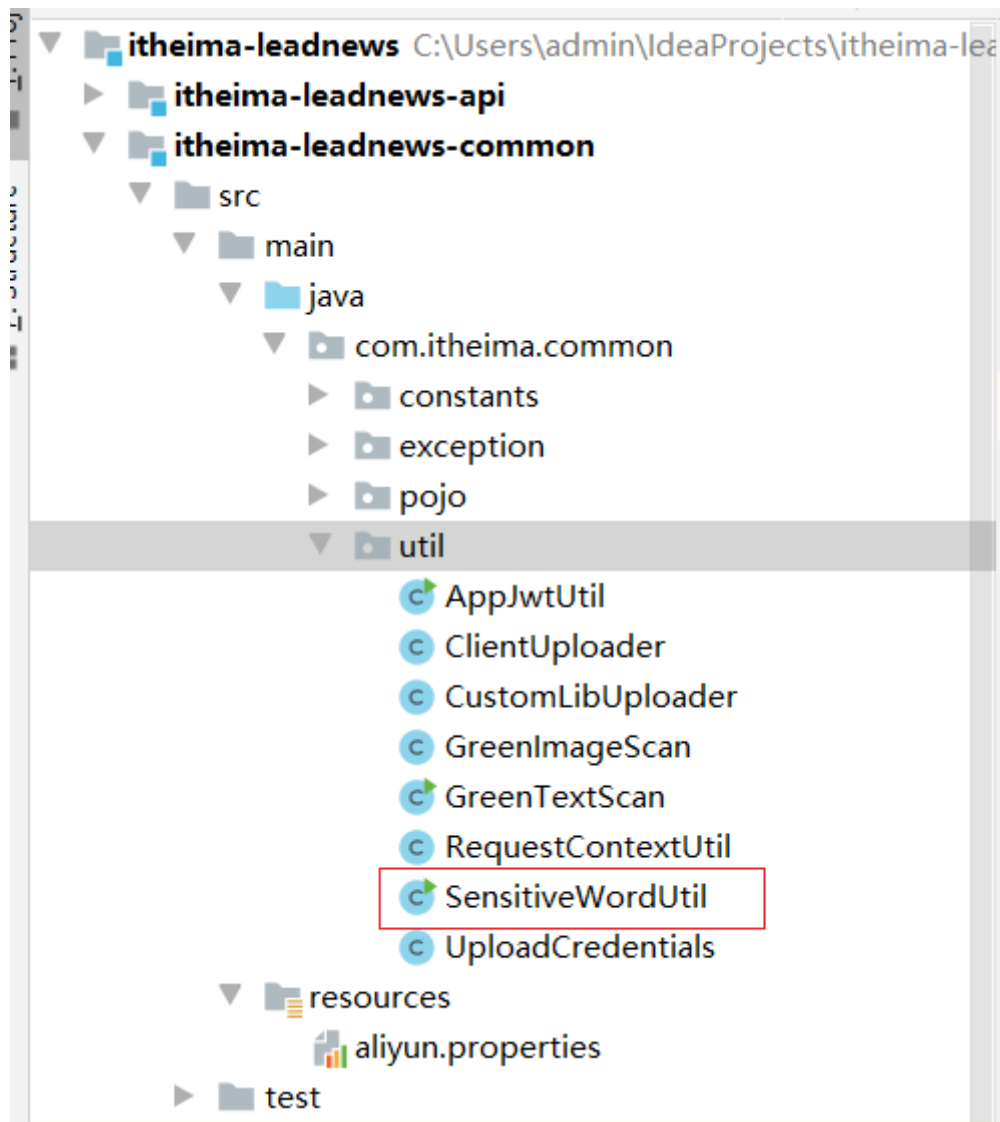 itheima-leadnews C:\Users\admin\IdeaProjects\itheima-lea
itheima-leadnews-api
itheima-leadnews-common
src
main
java
com.itheima.common
constants
exception
pojo
util
AppJwtUtil
ClientUploader
CustomLibUploader
GreenImageScan
GreenTextScan
RequestContextUtil
SensitiveWordUtil
UploadCredentials
resources
aliyun.properties
test